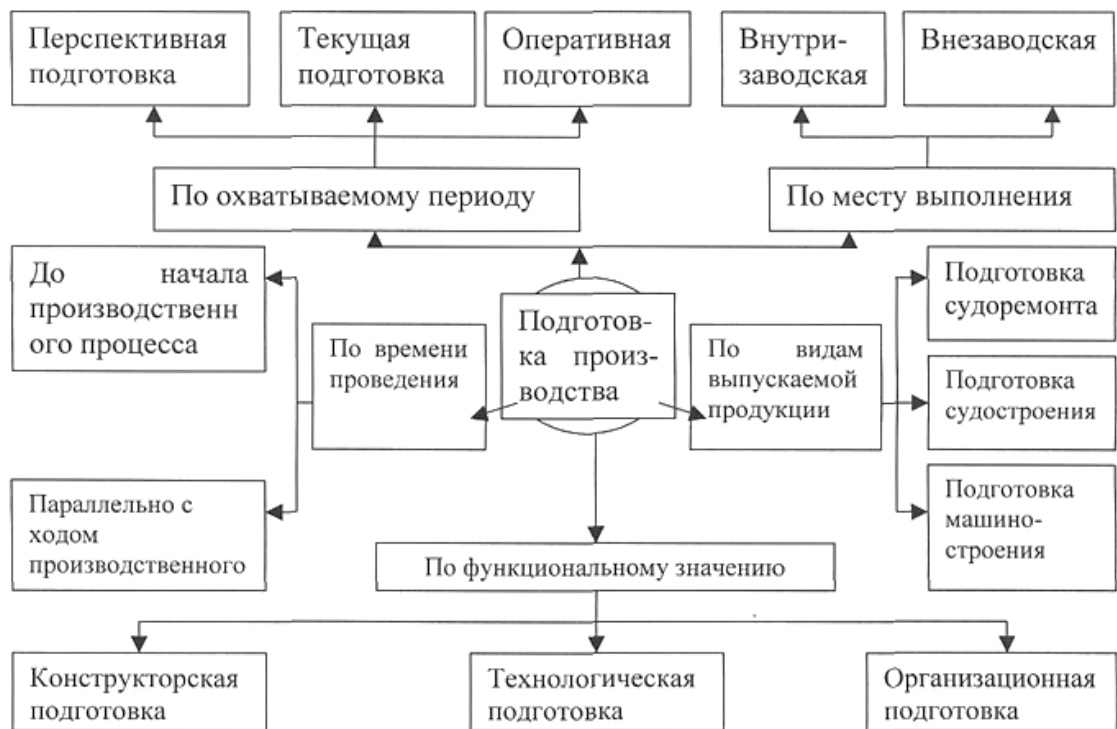 Перспективная
подготовка
Текущая
подготовка
Оперативная
подготовка
Внутри-
заводская
Внезаводская
По охватываемому периоду
По месту выполнения
До начала
производственн
ого процесса
По времени
проведения
Подготов-
ка произ-
водства
По видам
выпускаемой
продукции
Подготовка
судоремонта
Подготовка
судостроения
Параллельно с
ходом
производственного
Подготовка
машино-
строения
По функциональному значению
Конструкторская
подготовка
Технологическая
подготовка
Организационная
подготовка